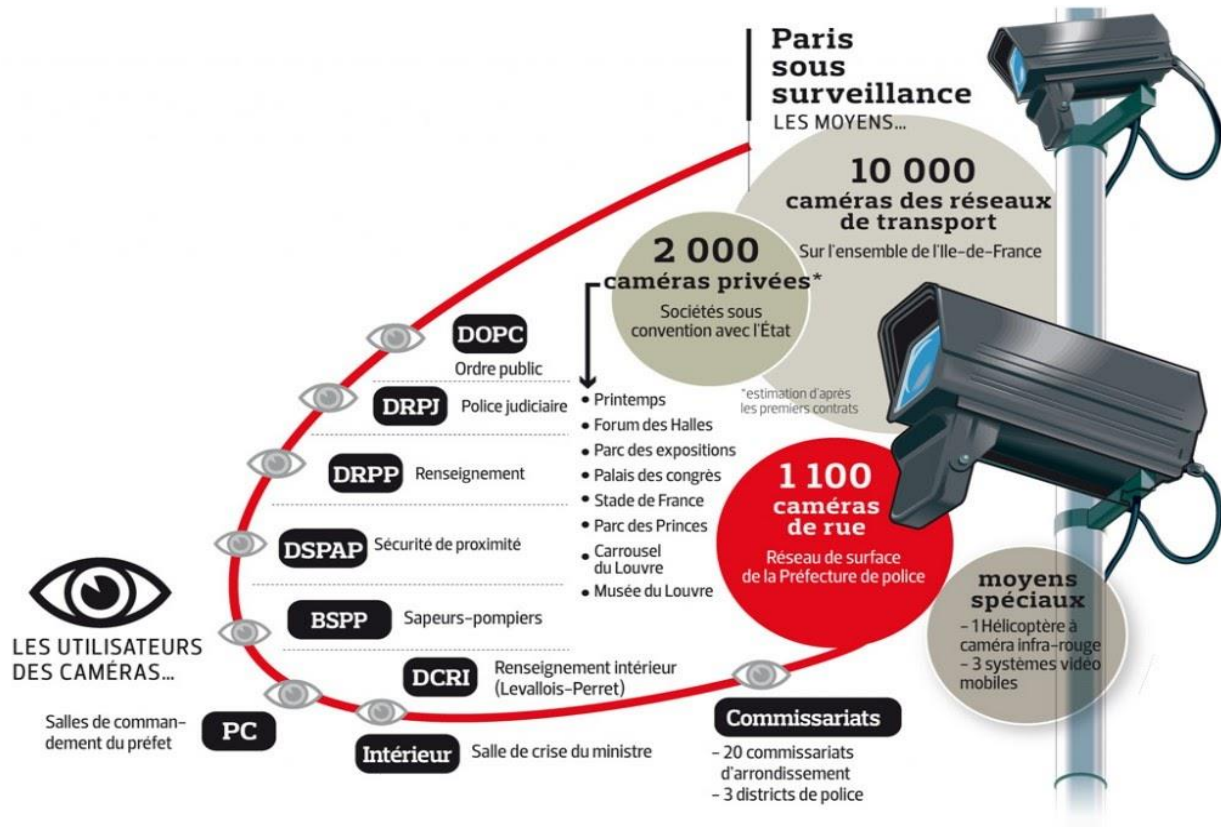 Paris
sous
surveillance
LES MOYENS...
10 000
caméras des réseaux
de transport
Sur l'ensemble de l'Ile-de-France
2 000
caméras privées*
Sociétés sous
convention avec l'État
*estimation d'après
les premiers contrats
• Printemps
• Forum des Halles
• Parc des expositions
• Palais des congrès
• Stade de France
• Parc des Princes
• Carrousel
du Louvre
• Musée du Louvre
1 100
caméras
de rue
Réseau de surface
de la Préfecture de police
moyens
spéciaux
- 1 Hélicoptère à
caméra infra-rouge
- 3 systèmes vidéo
mobiles
LES UTILISATEURS
DES CAMÉRAS...
DOPC
Ordre public
DRPJ Police judiciaire
DRPP Renseignement
DSPAP Sécurité de proximité
BSPP Sapeurs-pompiers
DCRI Renseignement intérieur
(Levallois-Perret)
PC Salles de comman-
dement du préfet
Intérieur Salle de crise du ministre
Commissariats
- 20 commissariats
d'arrondissement
- 3 districts de police